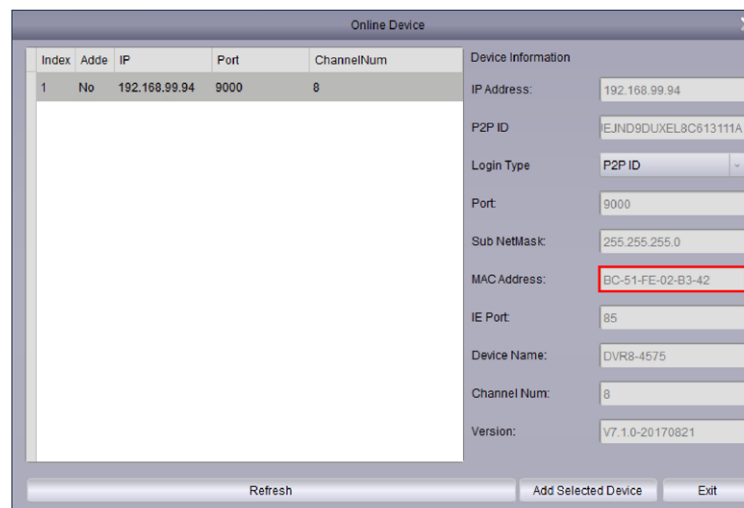 Online Device
Index Adde IP Port ChannelNum
1 No 192.168.99.94 9000 8
Device Information
IP Address: 192.168.99.94
P2P ID EJND9DUXEL8C613111A
Login Type P2P ID
Port: 9000
Sub NetMask: 255.255.255.0
MAC Address: BC-51-FE-02-B3-42
IE Port: 85
Device Name: DVR8-4575
Channel Num: 8
Version: V7.1.0-20170821
Refresh Add Selected Device Exit